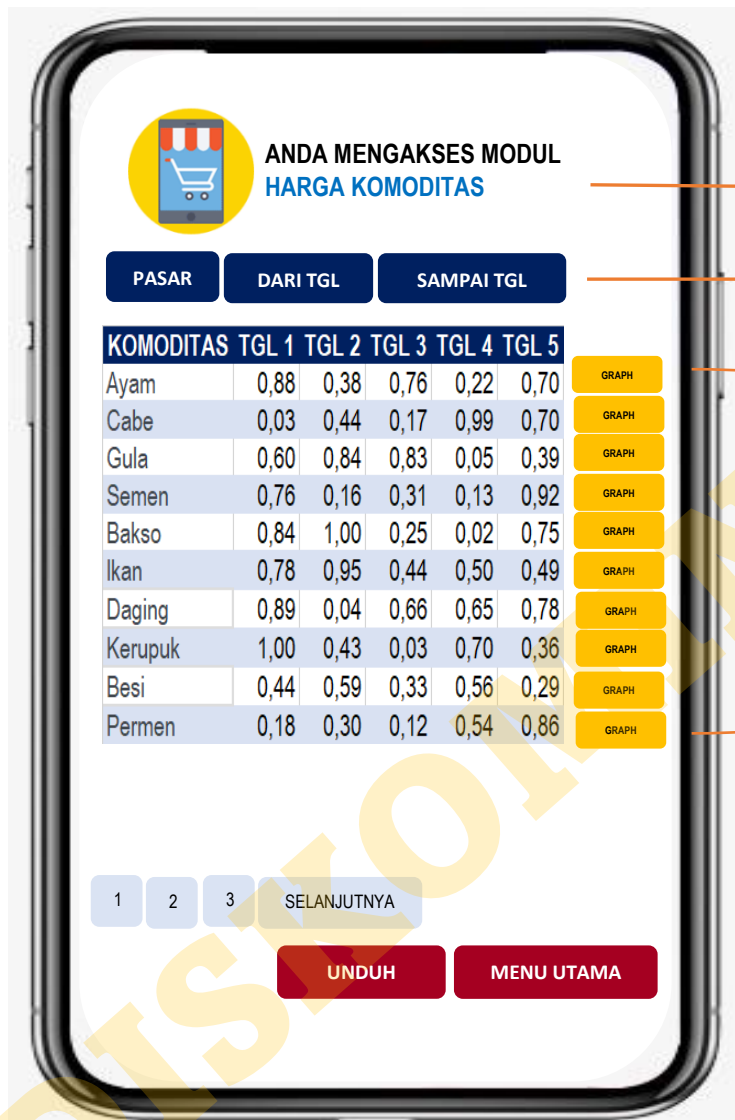 ANDA MENGAKSES MODUL
HARGA KOMODITAS
PASAR DARI TGL SAMPAI TGL
KOMODITAS TGL 1 TGL 2 TGL 3 TGL 4 TGL 5
Ayam 0,88 0,38 0,76 0,22 0,70 GRAPH
Cabe 0,03 0,44 0,17 0,99 0,70 GRAPH
Gula 0,60 0,84 0,83 0,05 0,39 GRAPH
Semen 0,76 0,16 0,31 0,13 0,92 GRAPH
Bakso 0,84 1,00 0,25 0,02 0,75 GRAPH
Ikan 0,78 0,95 0,44 0,50 0,49 GRAPH
Daging 0,89 0,04 0,66 0,65 0,78 GRAPH
Kerupuk 1,00 0,43 0,03 0,70 0,36 GRAPH
Besi 0,44 0,59 0,33 0,56 0,29 GRAPH
Permen 0,18 0,30 0,12 0,54 0,86 GRAPH
1 2 3 SELANJUTNYA
UNDUH MENU UTAMA